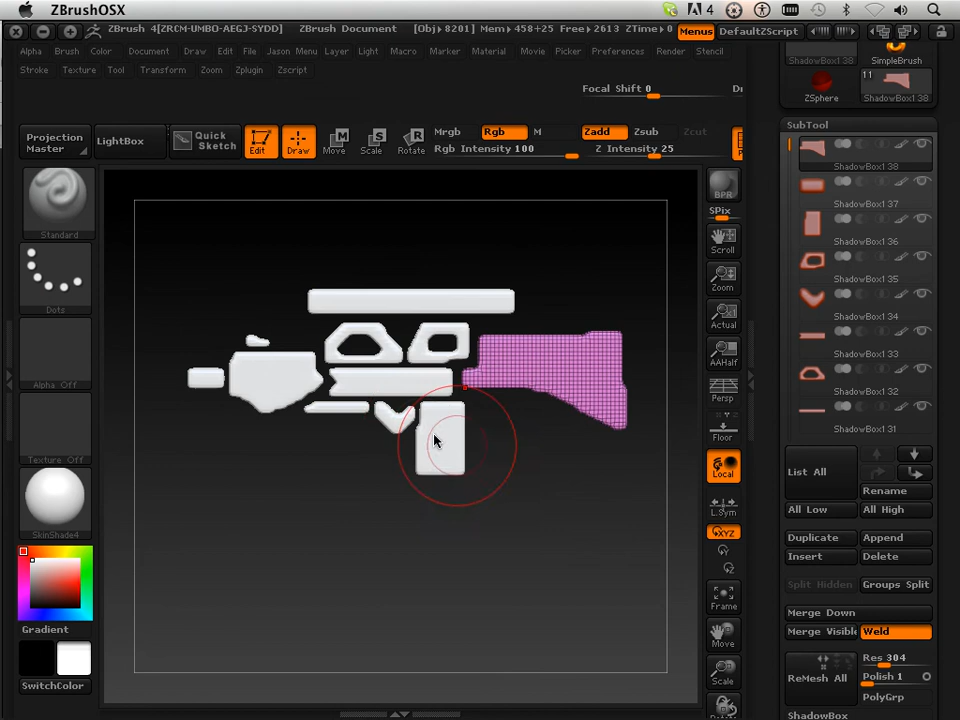 ZBrushOSX
4
ZBRUSH 4[ZRCM-UMBO-AEGJ-SYDD] ZBrush Document [Obj▸8201] Mem▸458+25 Free▸2613 ZTime▸0 Menus DefaultZScript
Alpha Brush Color Document Draw Edit File Jason Menu Layer Light Macro Marker Material Movie Picker Preferences Render Stencil
Stroke Texture Tool Transform Zoom Zplugin Zscript
ShadowBox1 38 SimpleBrush
11
ZSphere ShadowBox1 38
Focal Shift 0 Dr
Projection Master
LightBox
Quick Sketch
Edit Draw Move Scale Rotate
Mrgb Rgb M
Rgb Intensity 100
Zadd Zsub Zcut
Z Intensity 25
Standard
Dots
Alpha Off
Texture Off
SkinShade4
Gradient
SwitchColor
BPR
SPix
Scroll
Zoom
Actual
AAHalf
Persp
Floor
Local
L.Sym
XYZ
Frame
Move
Scale
SubTool
ShadowBox1 38
ShadowBox1 37
ShadowBox1 36
ShadowBox1 35
ShadowBox1 34
ShadowBox1 33
ShadowBox1 32
ShadowBox1 31
List All
Rename
All Low All High
Duplicate Append
Insert Delete
Split Hidden Groups Split
Merge Down
Merge Visible Weld
ReMesh All
Res 304
Polish 1
PolyGrp
ShadowBox